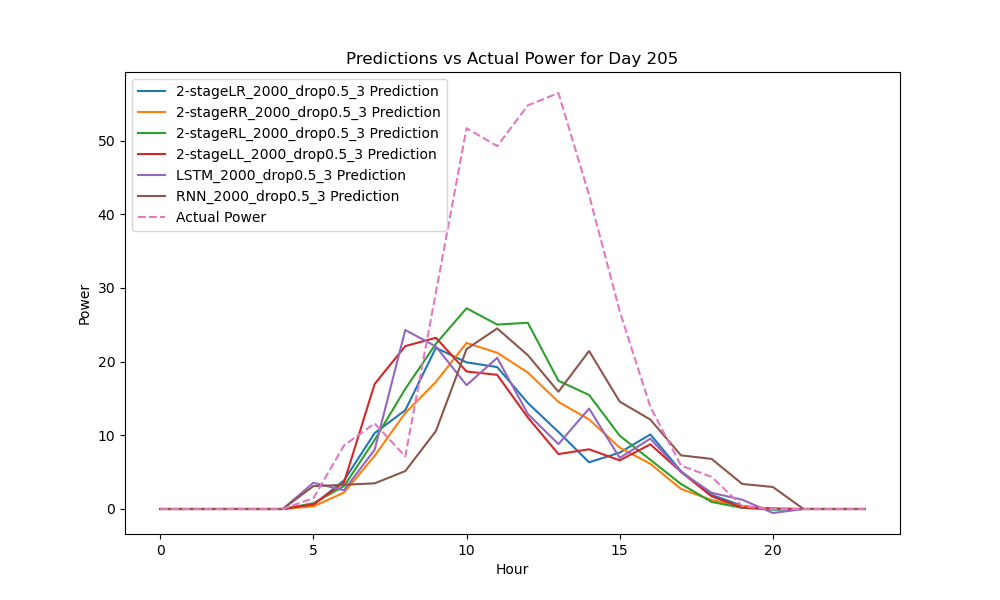 Predictions vs Actual Power for Day 205
2-stageLR_2000_drop0.5_3 Prediction
2-stageRR_2000_drop0.5_3 Prediction
2-stageRL_2000_drop0.5_3 Prediction
2-stageLL_2000_drop0.5_3 Prediction
LSTM_2000_drop0.5_3 Prediction
RNN_2000_drop0.5_3 Prediction
Actual Power
Power
50
40
30
20
10
0
0 5 10 15 20
Hour